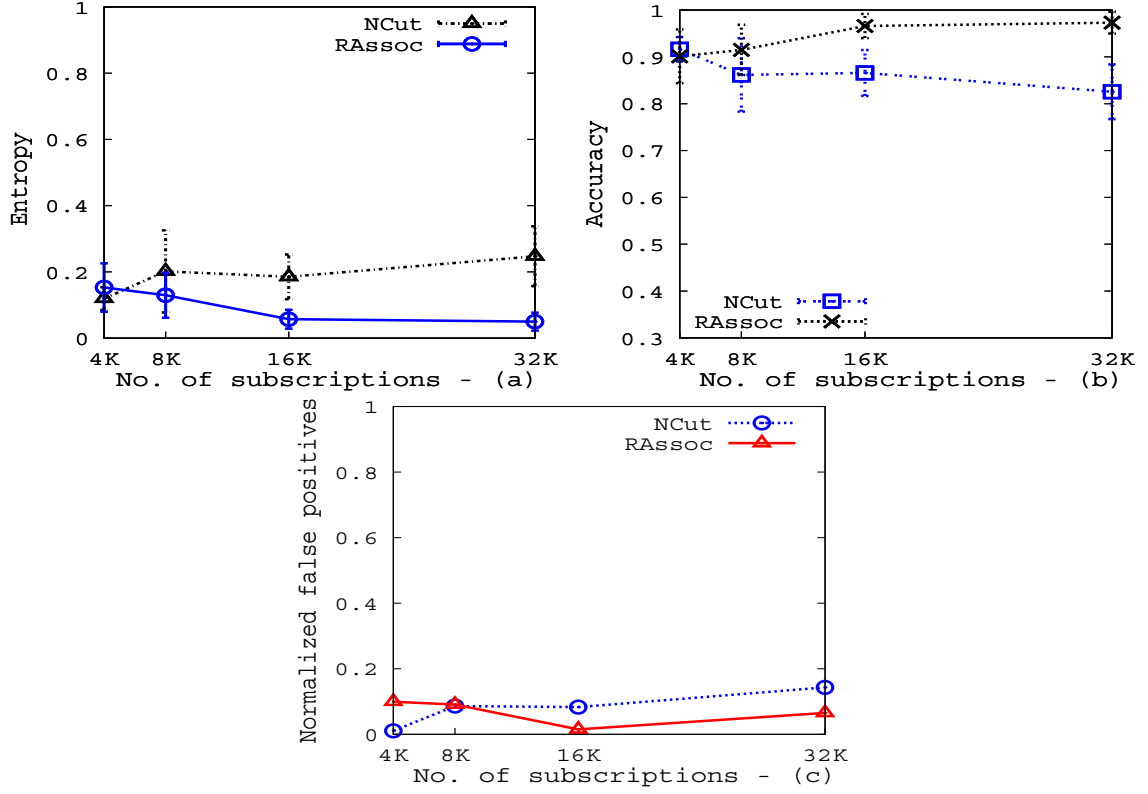 1
0.8
0.6
0.4
0.2
0
Entropy
NCut
RAssoc
4K 8K 16K 32K
No. of subscriptions - (a)
1
0.9
0.8
0.7
0.6
0.5
0.4
0.3
Accuracy
NCut
RAssoc
4K 8K 16K 32K
No. of subscriptions - (b)
1
0.8
0.6
0.4
0.2
0
Normalized false positives
NCut
RAssoc
4K 8K 16K 32K
No. of subscriptions - (c)